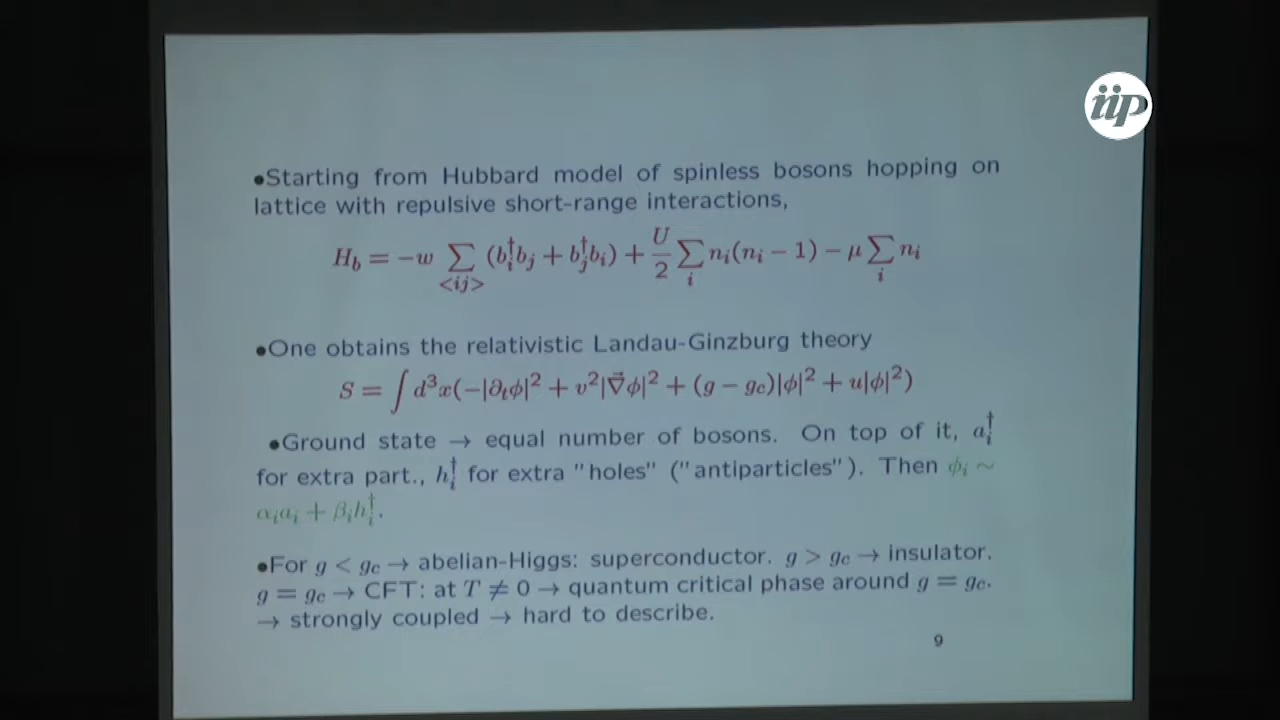 iip
•Starting from Hubbard model of spinless bosons hopping on
lattice with repulsive short-range interactions,
H_b = −w ∑_{<ij>} (b_i^† b_j + b_j^† b_i) + U/2 ∑_i n_i(n_i − 1) − μ ∑_i n_i
•One obtains the relativistic Landau-Ginzburg theory
S = ∫ d³x(−|∂_tϕ|² + v²|∇⃗ϕ|² + (g − g_c)|ϕ|² + u|ϕ|²)
•Ground state → equal number of bosons. On top of it, a_i^†
for extra part., h_i^† for extra "holes" ("antiparticles"). Then ϕ_i ∼
α_i a_i + β_i h_i^†.
•For g < g_c → abelian-Higgs: superconductor. g > g_c → insulator.
g = g_c → CFT: at T ≠ 0 → quantum critical phase around g = g_c.
→ strongly coupled → hard to describe.
9